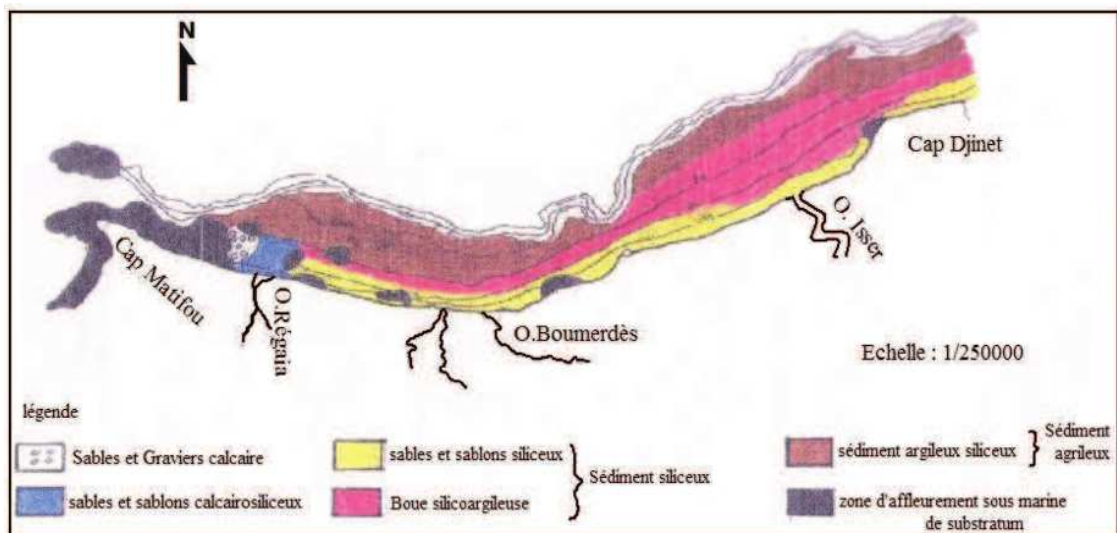 N
Cap Djinet
O. Isser
Cap Matifou
O.Régaia
O.Boumerdès
Echelle : 1/250000
légende
Sables et Graviers calcaire
sables et sablons siliceux
Sédiment siliceux
sédiment argileux siliceux
Sédiment
agrileux
sables et sablons calcairosiliceux
Boue silicoargileuse
zone d'affleurement sous marine
de substratum